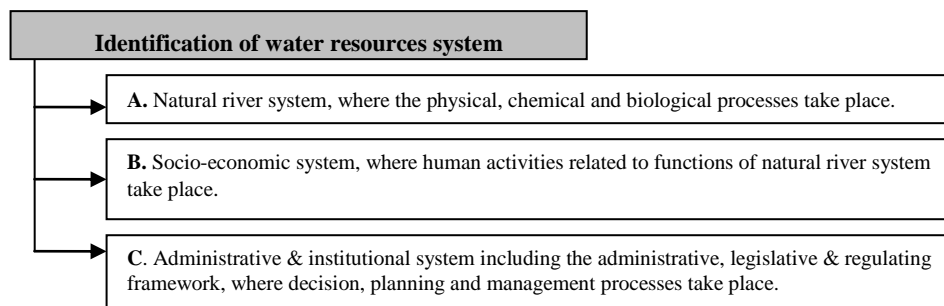 Identification of water resources system
A. Natural river system, where the physical, chemical and biological processes take place.
B. Socio-economic system, where human activities related to functions of natural river system
take place.
C. Administrative & institutional system including the administrative, legislative & regulating
framework, where decision, planning and management processes take place.